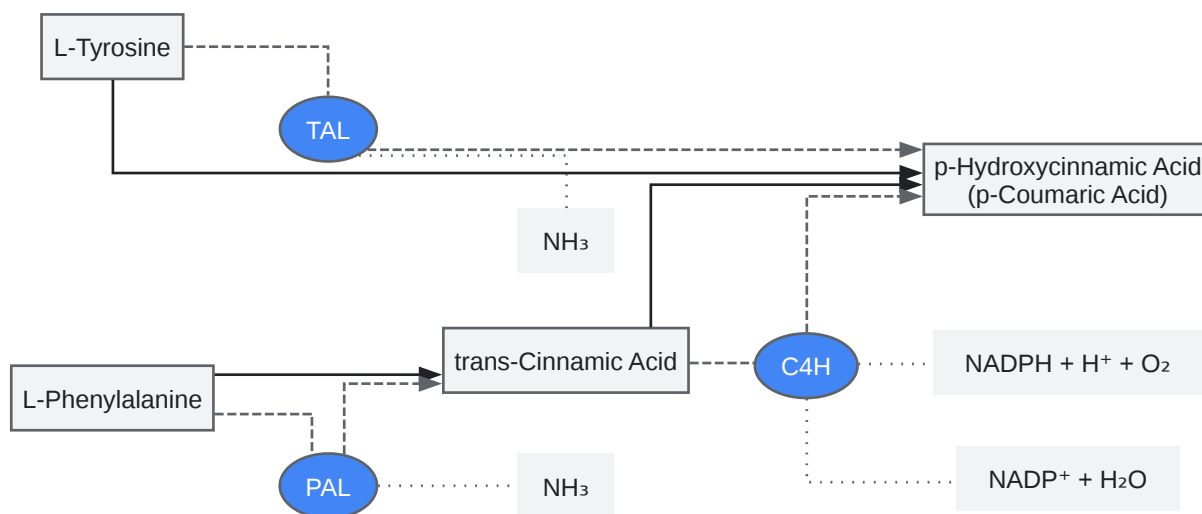 L-Tyrosine
TAL
p-Hydroxycinnamic Acid
(p-Coumaric Acid)
NH₃
trans-Cinnamic Acid
C4H
NADPH + H⁺ + O₂
L-Phenylalanine
PAL
NH₃
NADP⁺ + H₂O